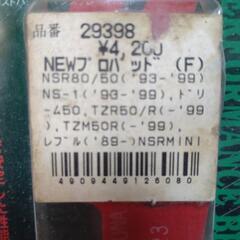 品番 29398
¥4,200
NEWプロパッド (F)
NSR80/50('93-'99)
NS-1('93-'99),ドリ
-450,TZR50/R(-'99
),TZM50R(-'99),
レブル('89-)NSRMINI
4909449126080